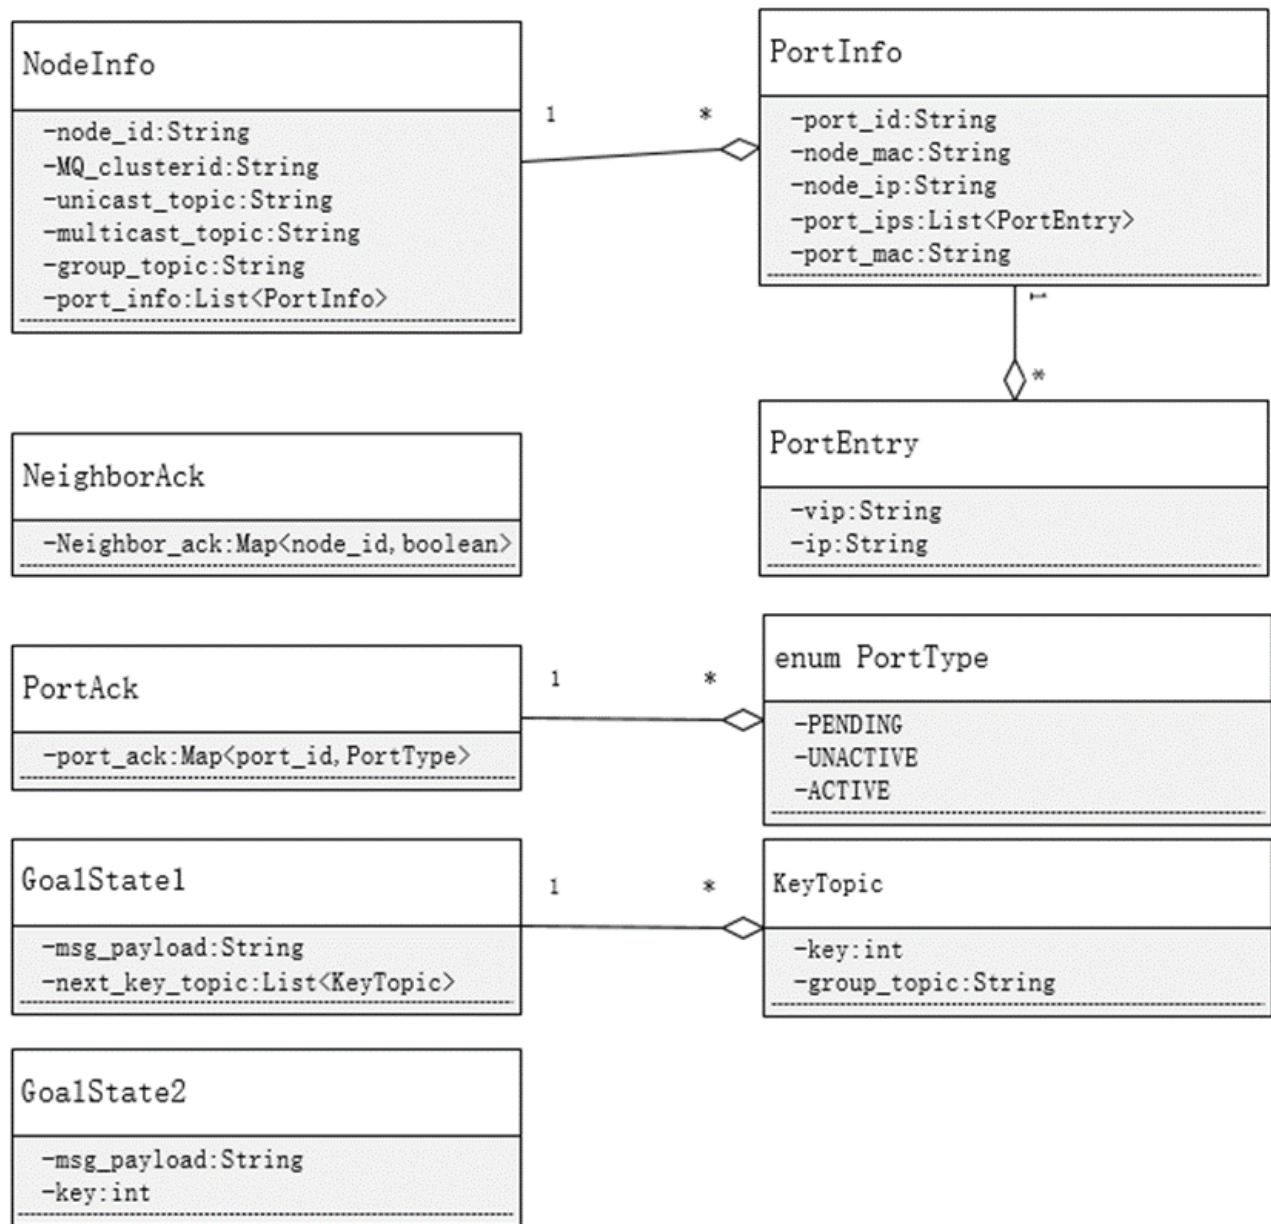 NodeInfo
-node_id:String
-MQ_clusterid:String
-unicast_topic:String
-multicast_topic:String
-group_topic:String
-port_info:List<PortInfo>
1
*
PortInfo
-port_id:String
-node_mac:String
-node_ip:String
-port_ips:List<PortEntry>
-port_mac:String
1
*
NeighborAck
-Neighbor_ack:Map<node_id,boolean>
PortEntry
-vip:String
-ip:String
PortAck
-port_ack:Map<port_id,PortType>
1
*
enum PortType
-PENDING
-UNACTIVE
-ACTIVE
GoalState1
-msg_payload:String
-next_key_topic:List<KeyTopic>
1
*
KeyTopic
-key:int
-group_topic:String
GoalState2
-msg_payload:String
-key:int